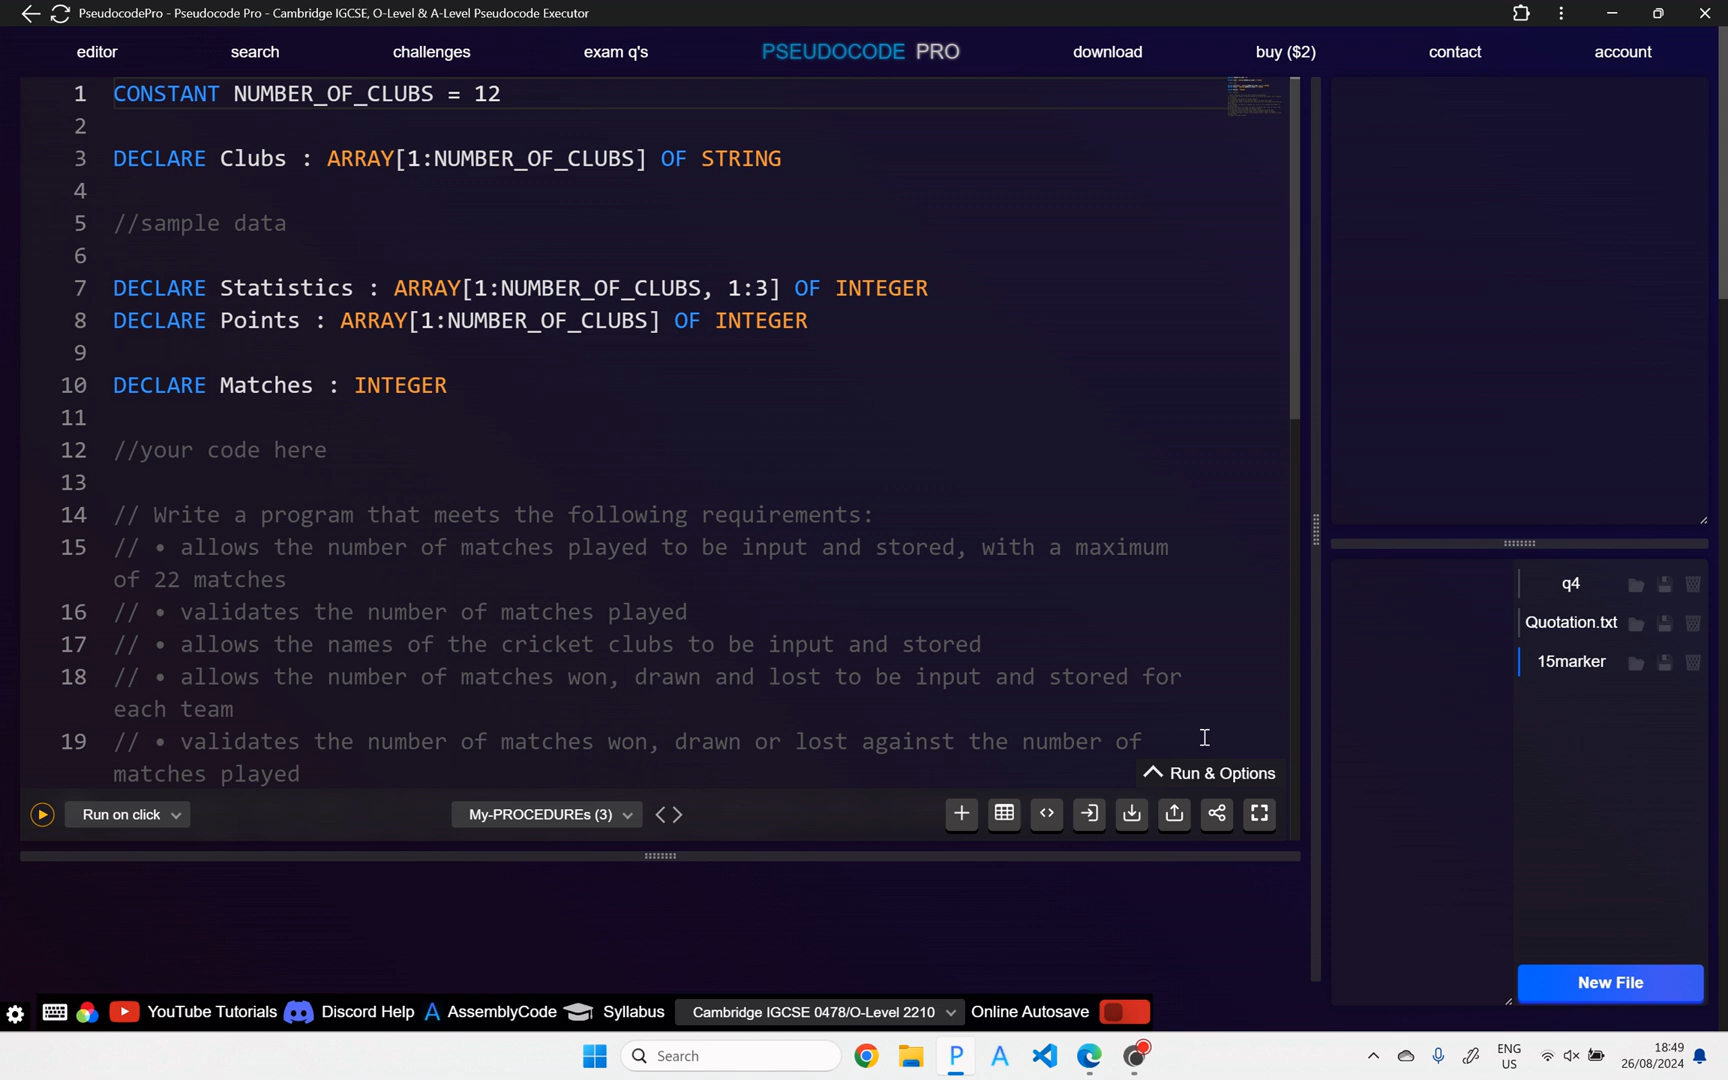 PseudocodePro - Pseudocode Pro - Cambridge IGCSE, O-Level & A-Level Pseudocode Executor
editor search challenges exam q's PSEUDOCODE PRO download buy ($2) contact account
1 CONSTANT NUMBER_OF_CLUBS = 12
2
3 DECLARE Clubs : ARRAY[1:NUMBER_OF_CLUBS] OF STRING
4
5 //sample data
6
7 DECLARE Statistics : ARRAY[1:NUMBER_OF_CLUBS, 1:3] OF INTEGER
8 DECLARE Points : ARRAY[1:NUMBER_OF_CLUBS] OF INTEGER
9
10 DECLARE Matches : INTEGER
11
12 //your code here
13
14 // Write a program that meets the following requirements:
15 // • allows the number of matches played to be input and stored, with a maximum
of 22 matches
16 // • validates the number of matches played
17 // • allows the names of the cricket clubs to be input and stored
18 // • allows the number of matches won, drawn and lost to be input and stored for
each team
19 // • validates the number of matches won, drawn or lost against the number of
matches played
Run & Options
Run on click My-PROCEDUREs (3)
q4
Quotation.txt
15marker
New File
YouTube Tutorials Discord Help AssemblyCode Syllabus Cambridge IGCSE 0478/O-Level 2210 Online Autosave
Search
ENG
US
18:49
26/08/2024